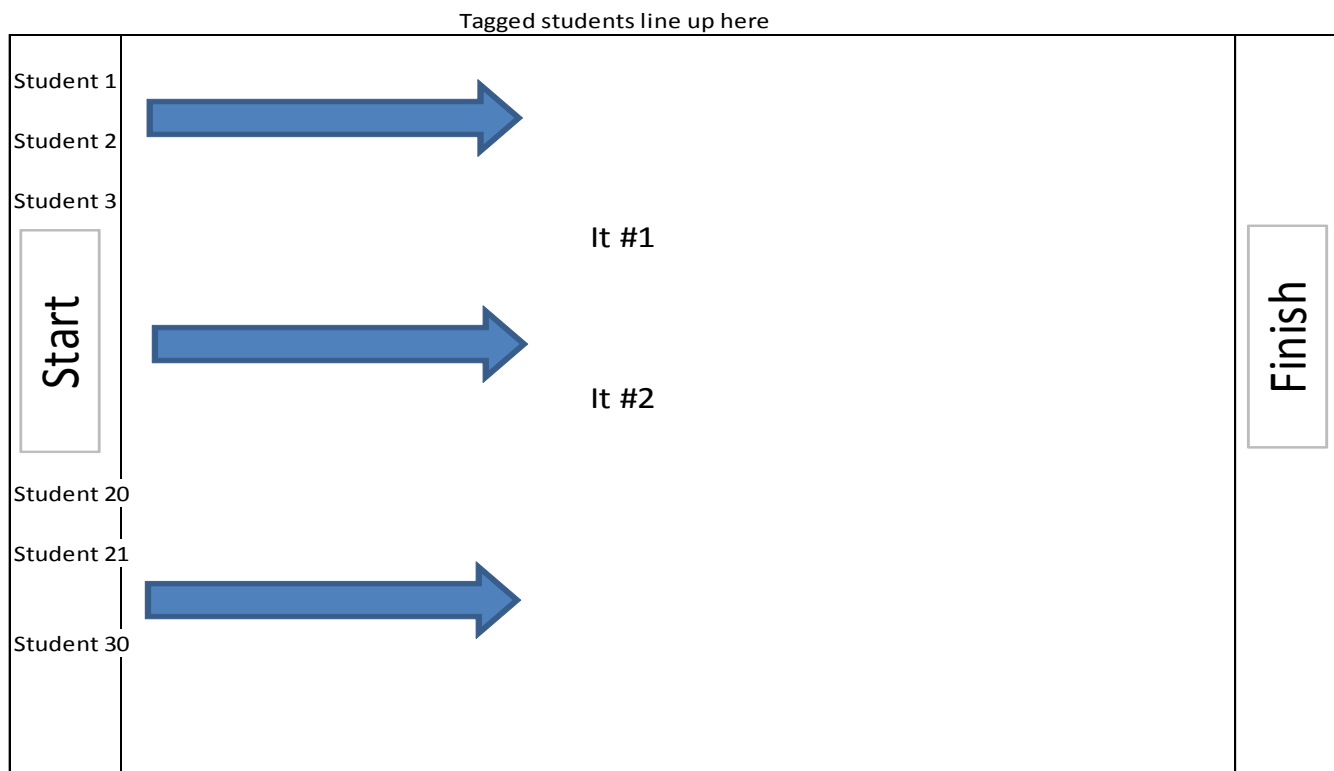 Tagged students line up here
Student 1
Student 2
Student 3
Start
It #1
It #2
Finish
Student 20
Student 21
Student 30